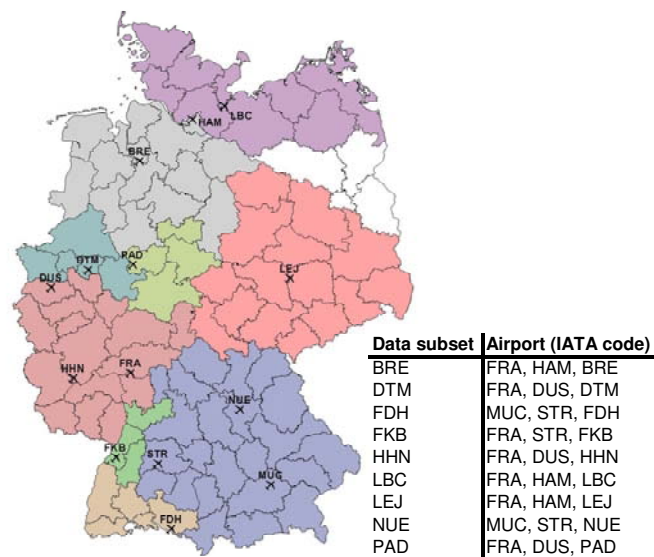 HAM
LBC
BRE
PAD
DTM
DUS
LEJ
HHN
FRA
NUE
FKB
STR
MUC
FDH
Data subset Airport (IATA code)
BRE FRA, HAM, BRE
DTM FRA, DUS, DTM
FDH MUC, STR, FDH
FKB FRA, STR, FKB
HHN FRA, DUS, HHN
LBC FRA, HAM, LBC
LEJ FRA, HAM, LEJ
NUE MUC, STR, NUE
PAD FRA, DUS, PAD